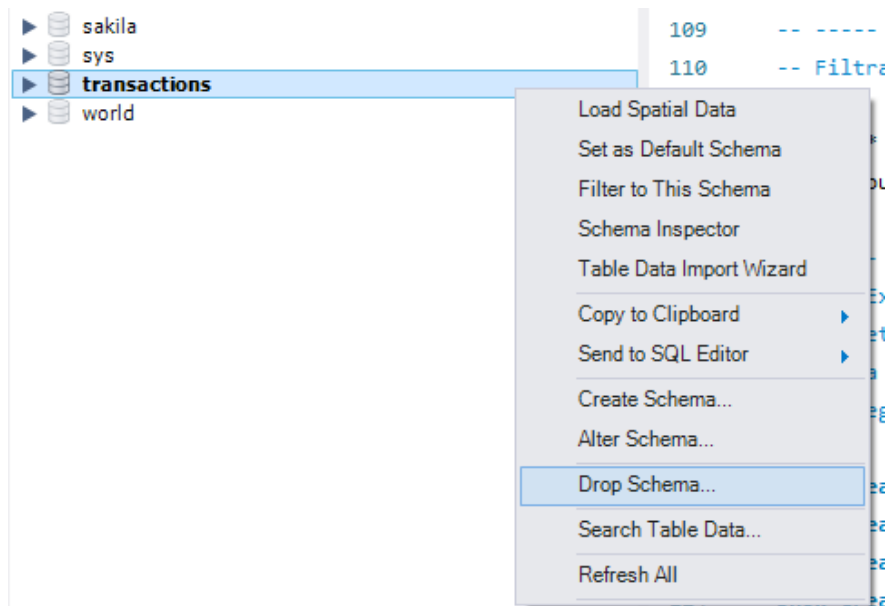 sakila
sys
transactions
world
109 -- -----
110 -- Filtra
Load Spatial Data
Set as Default Schema
Filter to This Schema
Schema Inspector
Table Data Import Wizard
Copy to Clipboard
Send to SQL Editor
Create Schema...
Alter Schema...
Drop Schema...
Search Table Data...
Refresh All